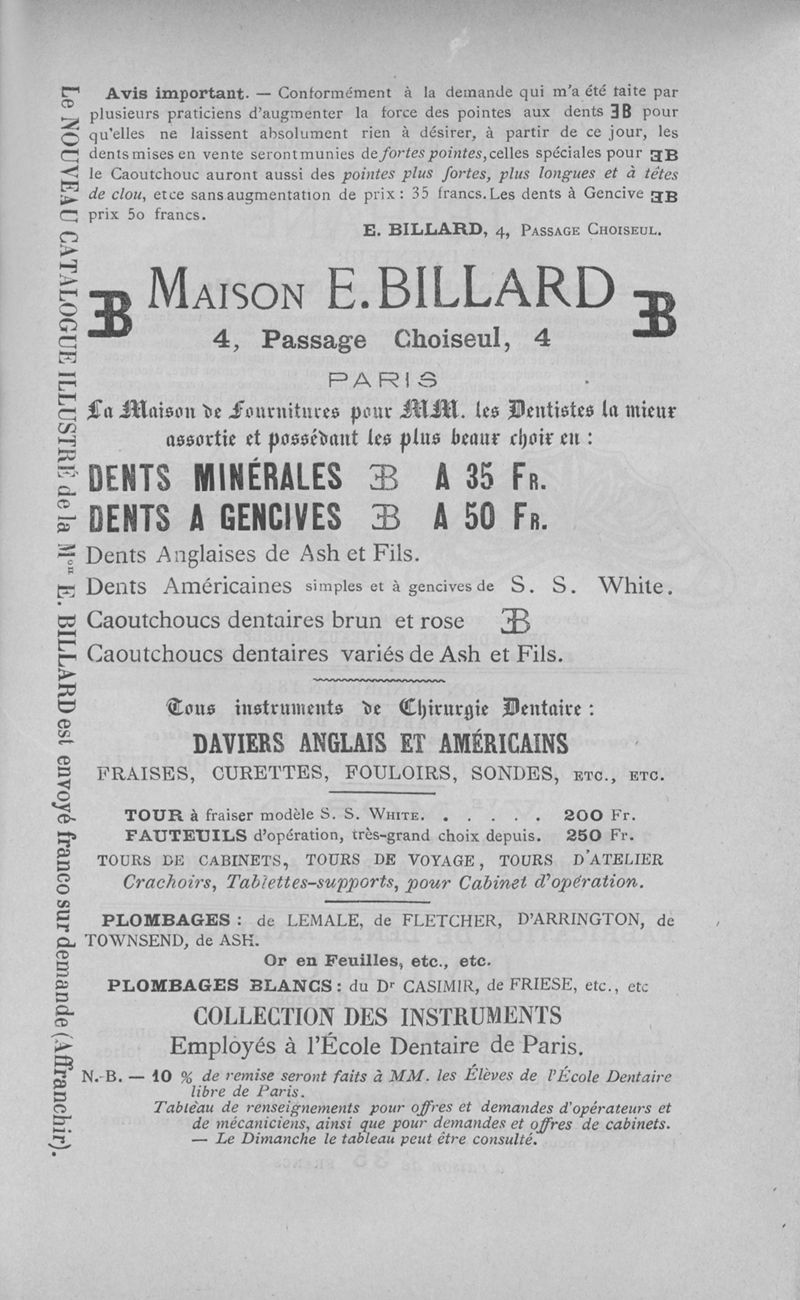 Avis important. — Conformément à la demande qui m'a été faite par
plusieurs praticiens d'augmenter la force des pointes aux dents ƎB pour
qu'elles ne laissent absolument rien à désirer, à partir de ce jour, les
dents mises en vente seront munies de fortes pointes, celles spéciales pour ƎB
le Caoutchouc auront aussi des pointes plus fortes, plus longues et à têtes
de clou, et ce sans augmentation de prix : 35 francs. Les dents à Gencive ƎB
prix 5o francs.
E. BILLARD, 4, Passage Choiseul.
ƎB Maison E. BILLARD ƎB
4, Passage Choiseul, 4
PARIS
La Maison de Fournitures pour MM. les Dentistes la mieux
assortie et possédant les plus beaux choix en :
DENTS MINÉRALES ƎB A 35 Fr.
DENTS A GENCIVES ƎB A 50 Fr.
Dents Anglaises de Ash et Fils.
Dents Américaines simples et à gencives de S. S. White.
Caoutchoucs dentaires brun et rose ƎB
Caoutchoucs dentaires variés de Ash et Fils.
Tous instruments de Chirurgie Dentaire :
DAVIERS ANGLAIS ET AMÉRICAINS
FRAISES, CURETTES, FOULOIRS, SONDES, ETC., ETC.
TOUR à fraiser modèle S. S. White. . . . . . 200 Fr.
FAUTEUILS d'opération, très-grand choix depuis. 250 Fr.
TOURS DE CABINETS, TOURS DE VOYAGE, TOURS D'ATELIER
Crachoirs, Tablettes-supports, pour Cabinet d'opération.
PLOMBAGES : de LEMALE, de FLETCHER, D'ARRINGTON, de
TOWNSEND, de ASH.
Or en Feuilles, etc., etc.
PLOMBAGES BLANCS : du Dr CASIMIR, de FRIESE, etc., etc
COLLECTION DES INSTRUMENTS
Employés à l'École Dentaire de Paris.
N.-B. — 10 % de remise seront faits à MM. les Élèves de l'École Dentaire
libre de Paris.
Tableau de renseignements pour offres et demandes d'opérateurs et
de mécaniciens, ainsi que pour demandes et offres de cabinets.
— Le Dimanche le tableau peut être consulté.
Le NOUVEAU CATALOGUE ILLUSTRÉ de la Mon E. BILLARD est envoyé franco sur demande (Affranchir).